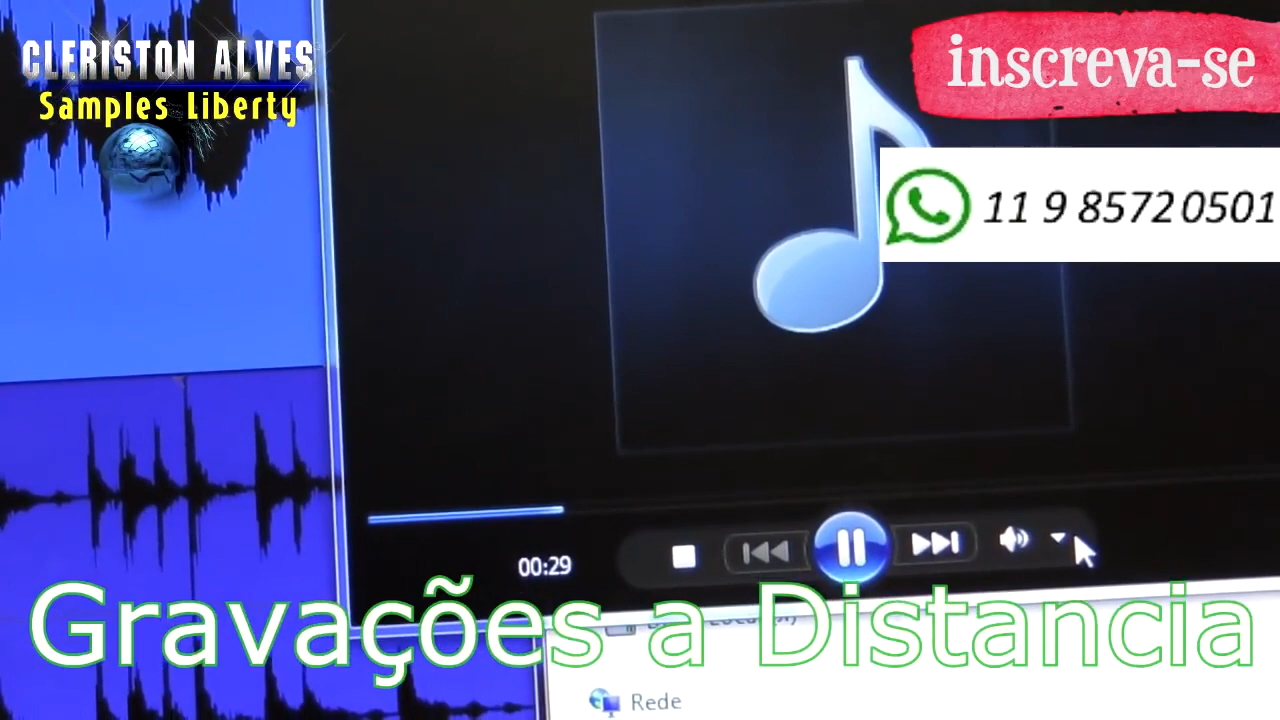 CLERISTON ALVES
Samples Liberty
inscreva-se
11 9 8572 0501
00:29
Gravações a Distancia
Rede